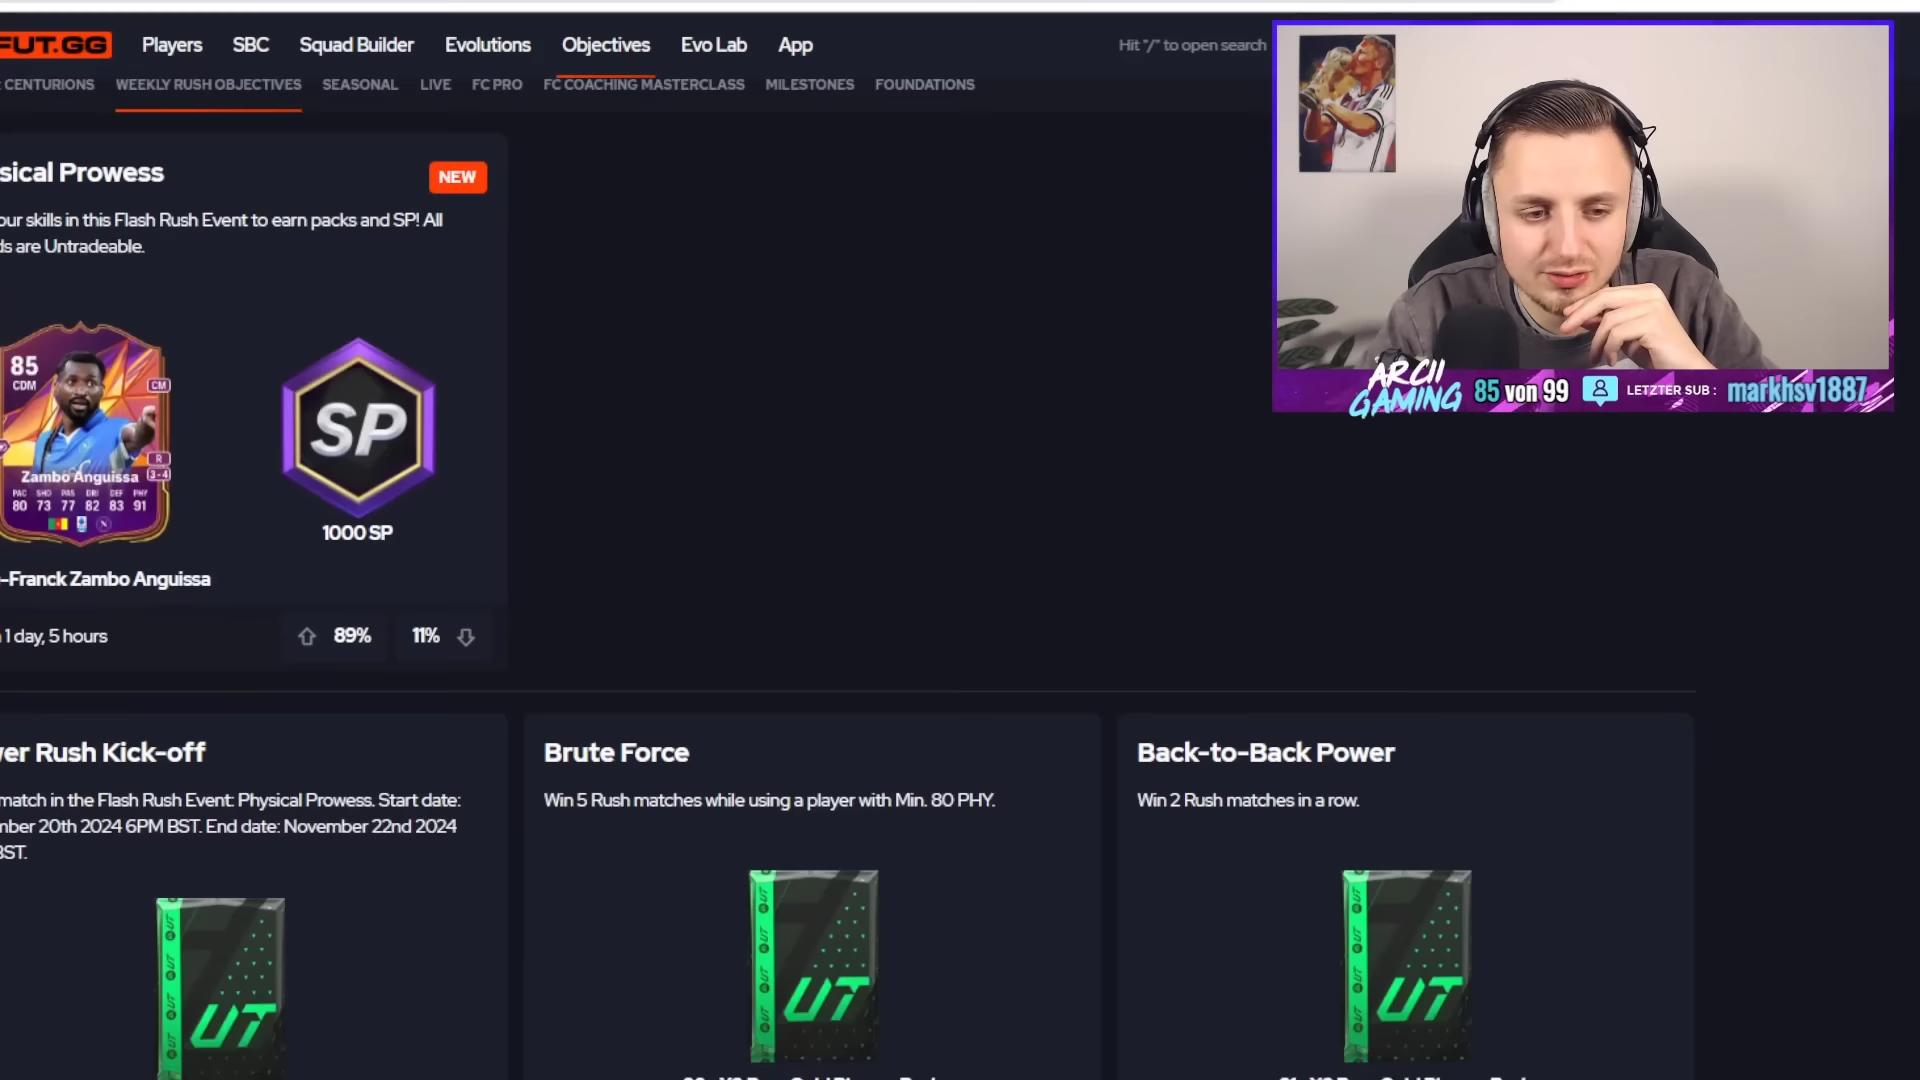 FUT.GG Players SBC Squad Builder Evolutions Objectives Evo Lab App Hit "/" to open search
CENTURIONS WEEKLY RUSH OBJECTIVES SEASONAL LIVE FC PRO FC COACHING MASTERCLASS MILESTONES FOUNDATIONS
sical Prowess
NEW
our skills in this Flash Rush Event to earn packs and SP! All
ds are Untradeable.
85
CDM
CM
R
3-4
Zambo Anguissa
PAC SHO PAS DRI DEF PHY
80 73 77 82 83 91
SP
1000 SP
-Franck Zambo Anguissa
1 day, 5 hours
89%
11%
ARCII
GAMING
85 von 99
LETZTER SUB :
markhsv1887
er Rush Kick-off
match in the Flash Rush Event: Physical Prowess. Start date:
mber 20th 2024 6PM BST. End date: November 22nd 2024
BST.
UT
Brute Force
Win 5 Rush matches while using a player with Min. 80 PHY.
UT
Back-to-Back Power
Win 2 Rush matches in a row.
UT